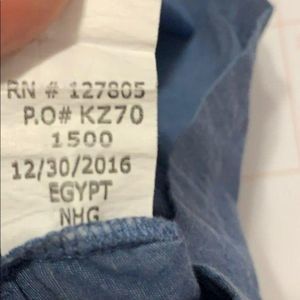 RN # 127805
P.O# KZ70
1500
12/30/2016
EGYPT
NHG